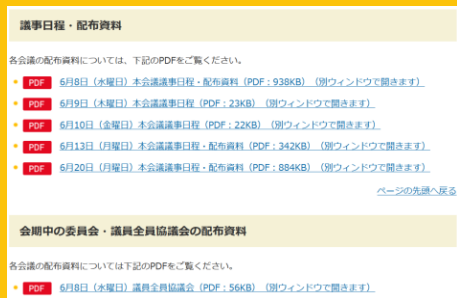 議事日程・配布資料
各会議の配布資料については、下記のPDFをご覧ください。
PDF 6月8日（水曜日）本会議議事日程・配布資料（PDF：938KB）（別ウィンドウで開きます）
PDF 6月9日（木曜日）本会議議事日程（PDF：23KB）（別ウィンドウで開きます）
PDF 6月10日（金曜日）本会議議事日程（PDF：22KB）（別ウィンドウで開きます）
PDF 6月13日（月曜日）本会議議事日程・配布資料（PDF：342KB）（別ウィンドウで開きます）
PDF 6月20日（月曜日）本会議議事日程・配布資料（PDF：884KB）（別ウィンドウで開きます）
ページの先頭へ戻る
会期中の委員会・議員全員協議会の配布資料
各会議の配布資料については下記のPDFをご覧ください。
PDF 6月8日（水曜日）議員全員協議会（PDF：56KB）（別ウィンドウで開きます）